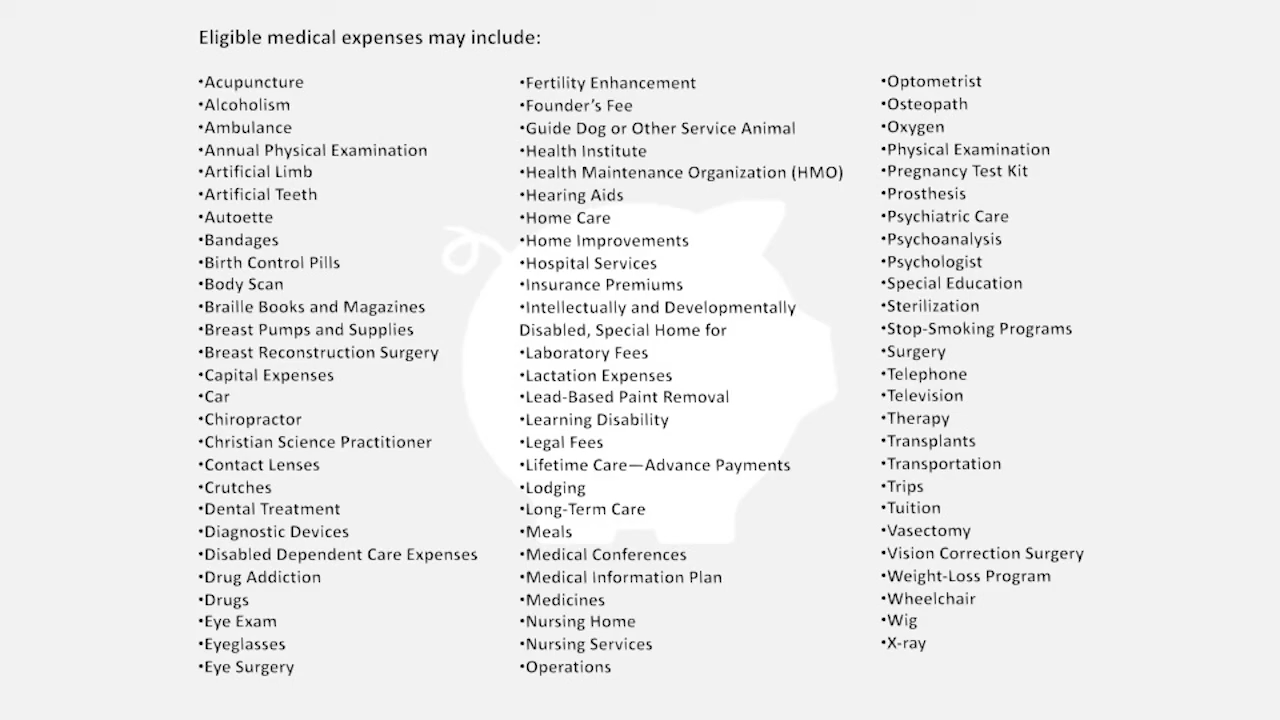 Eligible medical expenses may include:
•Acupuncture
•Alcoholism
•Ambulance
•Annual Physical Examination
•Artificial Limb
•Artificial Teeth
•Autoette
•Bandages
•Birth Control Pills
•Body Scan
•Braille Books and Magazines
•Breast Pumps and Supplies
•Breast Reconstruction Surgery
•Capital Expenses
•Car
•Chiropractor
•Christian Science Practitioner
•Contact Lenses
•Crutches
•Dental Treatment
•Diagnostic Devices
•Disabled Dependent Care Expenses
•Drug Addiction
•Drugs
•Eye Exam
•Eyeglasses
•Eye Surgery
•Fertility Enhancement
•Founder’s Fee
•Guide Dog or Other Service Animal
•Health Institute
•Health Maintenance Organization (HMO)
•Hearing Aids
•Home Care
•Home Improvements
•Hospital Services
•Insurance Premiums
•Intellectually and Developmentally
Disabled, Special Home for
•Laboratory Fees
•Lactation Expenses
•Lead-Based Paint Removal
•Learning Disability
•Legal Fees
•Lifetime Care—Advance Payments
•Lodging
•Long-Term Care
•Meals
•Medical Conferences
•Medical Information Plan
•Medicines
•Nursing Home
•Nursing Services
•Operations
•Optometrist
•Osteopath
•Oxygen
•Physical Examination
•Pregnancy Test Kit
•Prosthesis
•Psychiatric Care
•Psychoanalysis
•Psychologist
•Special Education
•Sterilization
•Stop-Smoking Programs
•Surgery
•Telephone
•Television
•Therapy
•Transplants
•Transportation
•Trips
•Tuition
•Vasectomy
•Vision Correction Surgery
•Weight-Loss Program
•Wheelchair
•Wig
•X-ray